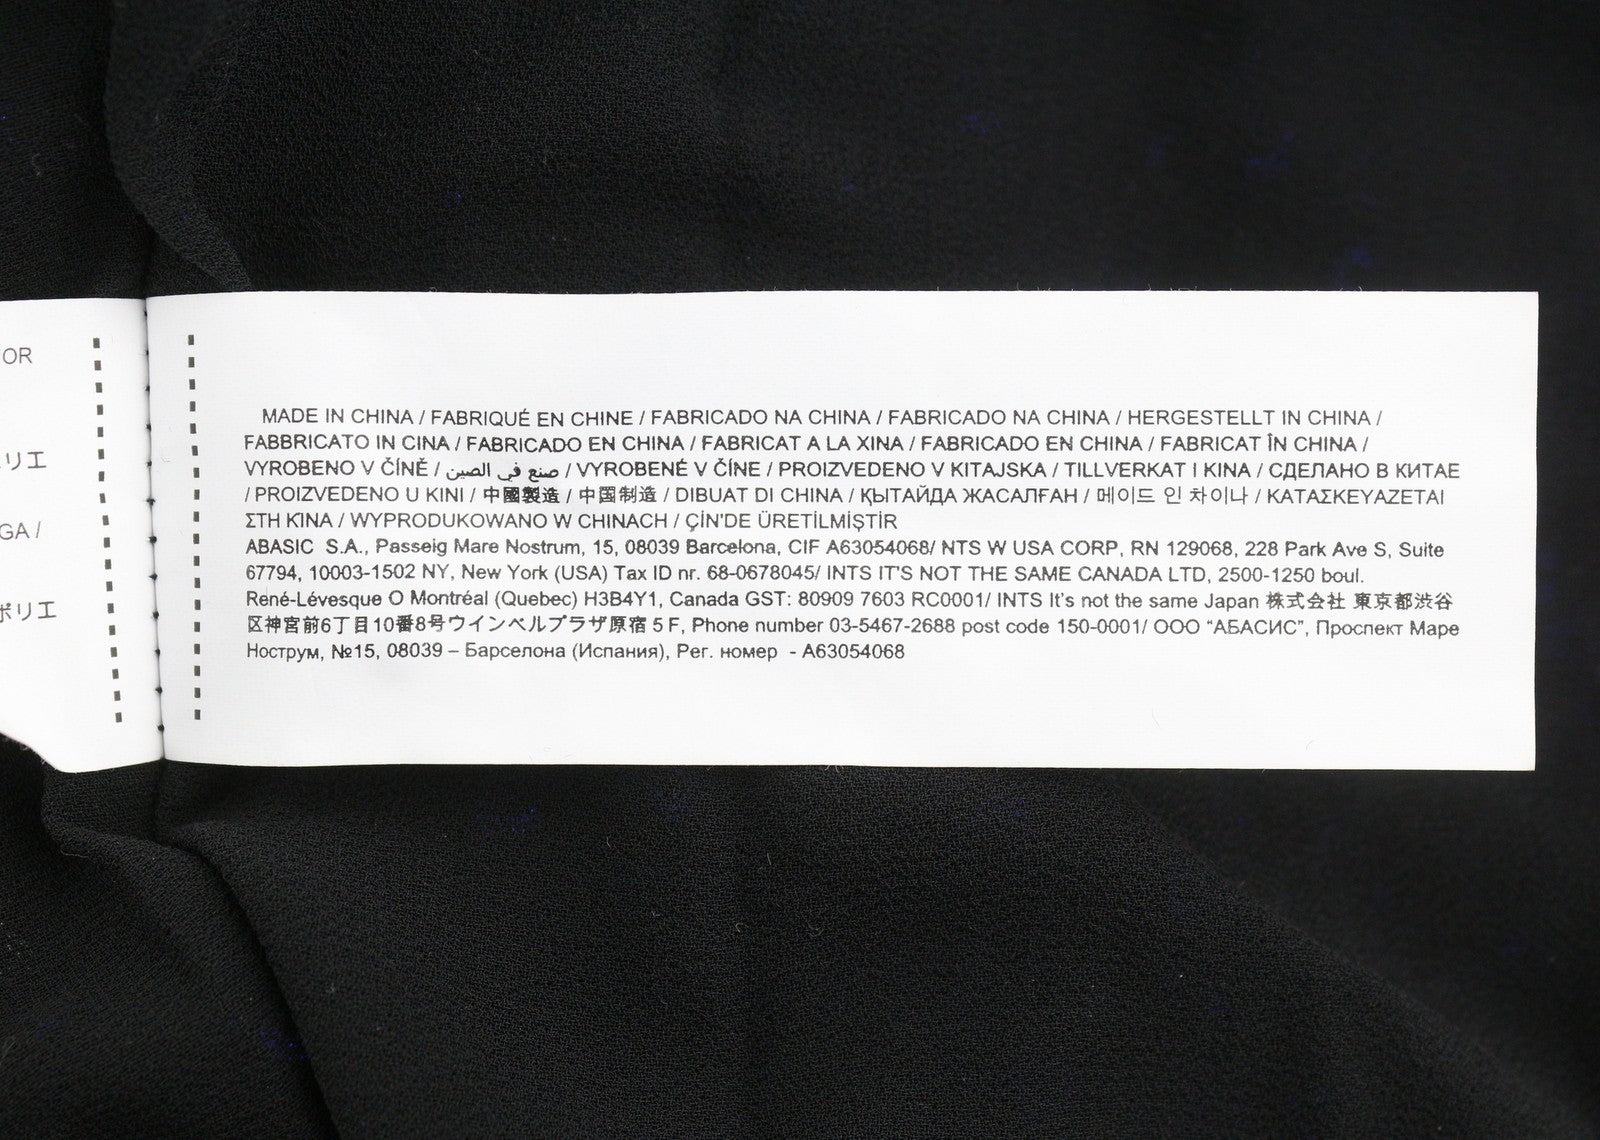 OR
リエ
GA /
ポリエ
MADE IN CHINA / FABRIQUÉ EN CHINE / FABRICADO NA CHINA / FABRICADO NA CHINA / HERGESTELLT IN CHINA /
FABBRICATO IN CINA / FABRICADO EN CHINA / FABRICAT A LA XINA / FABRICADO EN CHINA / FABRICAT ÎN CHINA /
VYROBENO V ČÍNĚ / صنع في الصين / VYROBENÉ V ČÍNE / PROIZVEDENO V KITAJSKA / TILLVERKAT I KINA / СДЕЛАНО В КИТАЕ
/ PROIZVEDENO U KINI / 中國製造 / 中国制造 / DIBUAT DI CHINA / ҚЫТАЙДА ЖАСАЛҒАН / 메이드 인 차이나 / ΚΑΤΑΣΚΕΥΑΖΕΤΑΙ
ΣΤΗ ΚΊΝΑ / WYPRODUKOWANO W CHINACH / ÇİN'DE ÜRETİLMİŞTİR
ABASIC S.A., Passeig Mare Nostrum, 15, 08039 Barcelona, CIF A63054068/ NTS W USA CORP, RN 129068, 228 Park Ave S, Suite
67794, 10003-1502 NY, New York (USA) Tax ID nr. 68-0678045/ INTS IT'S NOT THE SAME CANADA LTD, 2500-1250 boul.
René-Lévesque O Montréal (Quebec) H3B4Y1, Canada GST: 80909 7603 RC0001/ INTS It's not the same Japan 株式会社 東京都渋谷
区神宮前6丁目10番8号ウインベルプラザ原宿 5 F, Phone number 03-5467-2688 post code 150-0001/ ООО “АБАСИС”, Проспект Маре
Нострум, №15, 08039 – Барселона (Испания), Рег. номер - A63054068